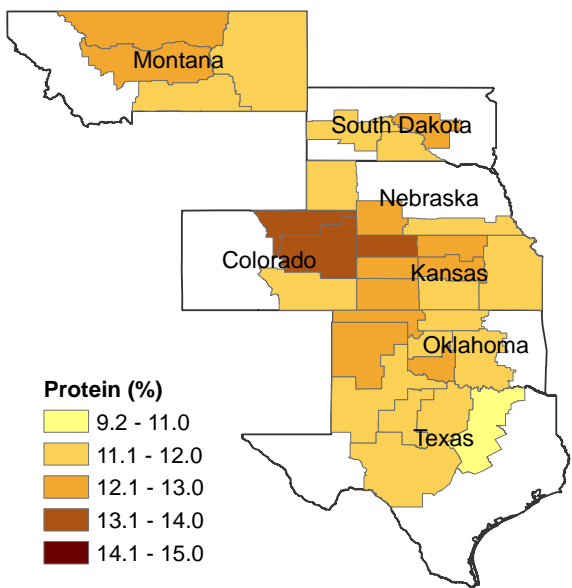 Montana
South Dakota
Nebraska
Colorado
Kansas
Oklahoma
Texas
Protein (%)
9.2 - 11.0
11.1 - 12.0
12.1 - 13.0
13.1 - 14.0
14.1 - 15.0